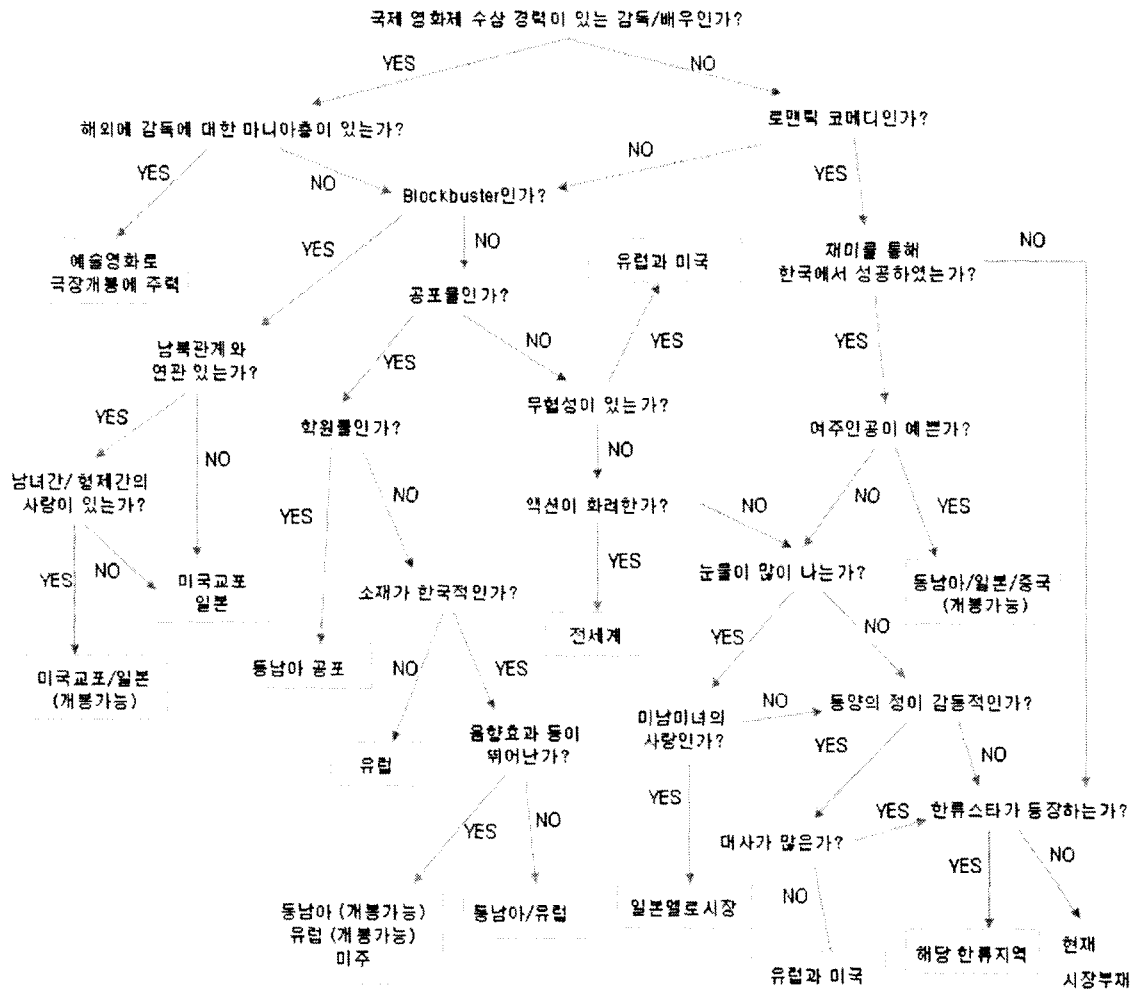 국제 영화제 수상 경력이 있는 감독/배우인가?
YES
NO
해외에 감독에 대한 마니아층이 있는가?
로맨틱 코메디인가?
YES
NO
NO
YES
Blockbuster인가?
예술영화로
극장개봉에 주력
YES
NO
유럽과 미국
재미를 통해
한국에서 성공하였는가?
NO
공포물인가?
남북관계와
연관 있는가?
YES
NO
YES
YES
무협성이 있는가?
YES
NO
학원물인가?
NO
여주인공이 예쁜가?
남녀간/ 형제간의
사랑이 있는가?
YES
NO
액션이 화려한가?
NO
NO
YES
YES
NO
미국교포
일본
소재가 한국적인가?
YES
눈물이 많이 나는가?
동남아/일본/중국
(개봉가능)
전세계
미국교포/일본
(개봉가능)
동남아 공포
NO
YES
YES
NO
유럽
음향효과 등이
뛰어난가?
미남미녀의
사랑인가?
NO
동양의 정이 감동적인가?
YES
NO
YES
NO
YES
대사가 많은가?
YES
한류스타가 등장하는가?
동남아 (개봉가능)
유럽 (개봉가능)
미주
동남아/유럽
일본멜로시장
NO
YES
NO
유럽과 미국
해당 한류지역
현재
시장부재